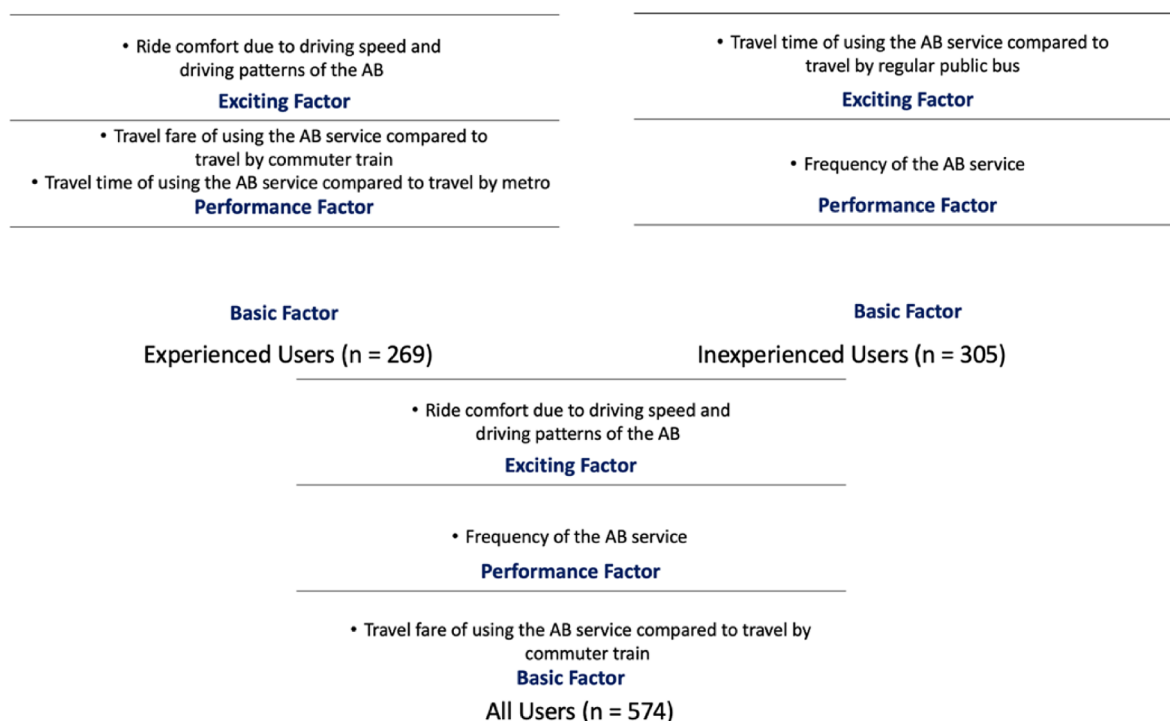 • Ride comfort due to driving speed and
driving patterns of the AB
Exciting Factor
• Travel fare of using the AB service compared to
travel by commuter train
• Travel time of using the AB service compared to travel by metro
Performance Factor
Basic Factor
Experienced Users (n = 269)
• Travel time of using the AB service compared to
travel by regular public bus
Exciting Factor
• Frequency of the AB service
Performance Factor
Basic Factor
Inexperienced Users (n = 305)
• Ride comfort due to driving speed and
driving patterns of the AB
Exciting Factor
• Frequency of the AB service
Performance Factor
• Travel fare of using the AB service compared to travel by
commuter train
Basic Factor
All Users (n = 574)